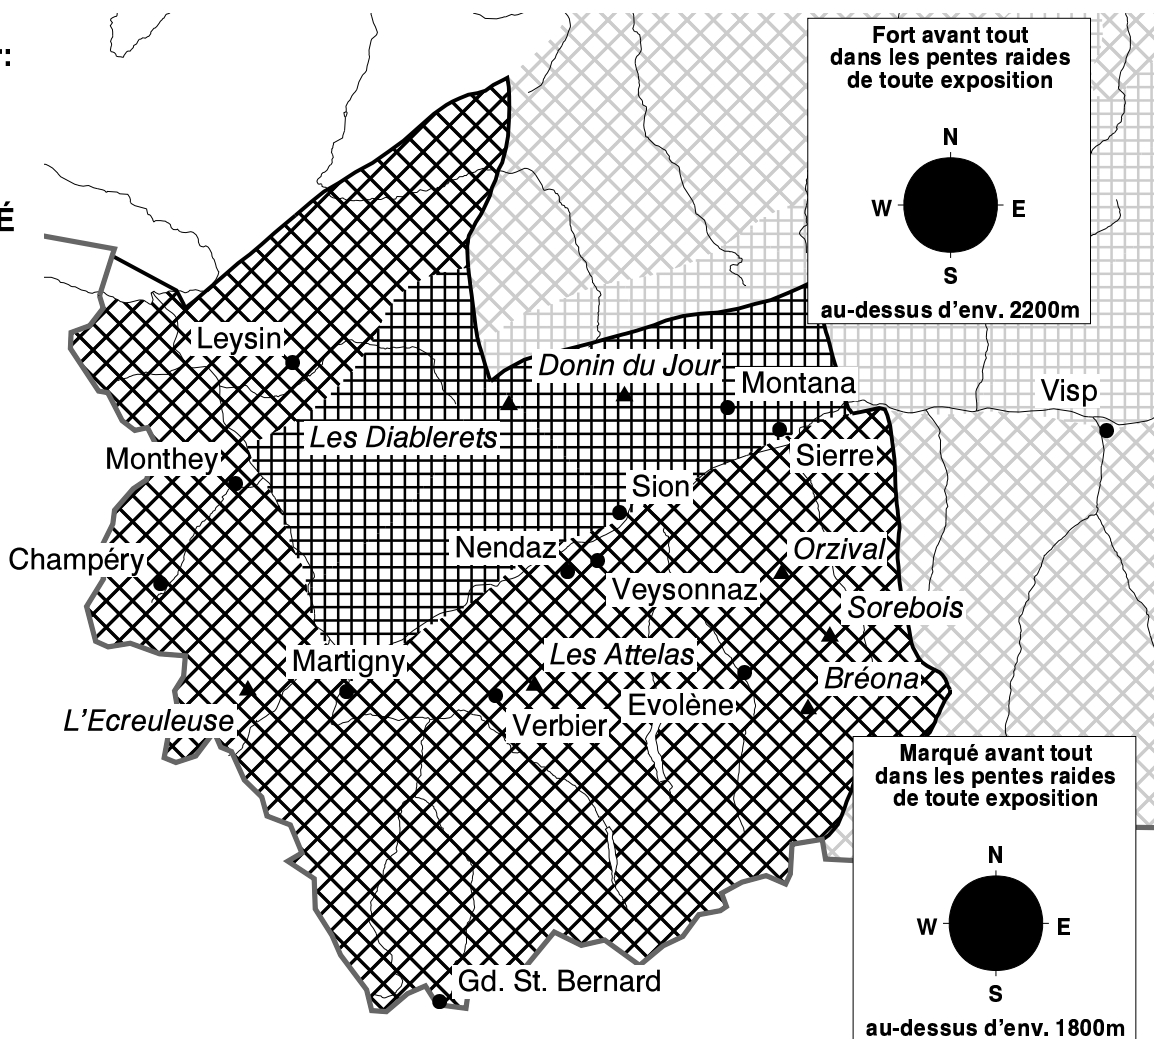 Fort avant tout
dans les pentes raides
de toute exposition
N
W
E
S
au-dessus d'env. 2200m
r:
É
Leysin
Donin du Jour
Montana
Visp
Les Diablerets
Sierre
Monthey
Sion
Nendaz
Orzival
Champéry
Veysonnaz
Sorebois
Martigny
Les Attelas
Bréona
L'Ecreuleuse
Evolène
Verbier
Marqué avant tout
dans les pentes raides
de toute exposition
N
W
E
S
au-dessus d'env. 1800m
Gd. St. Bernard